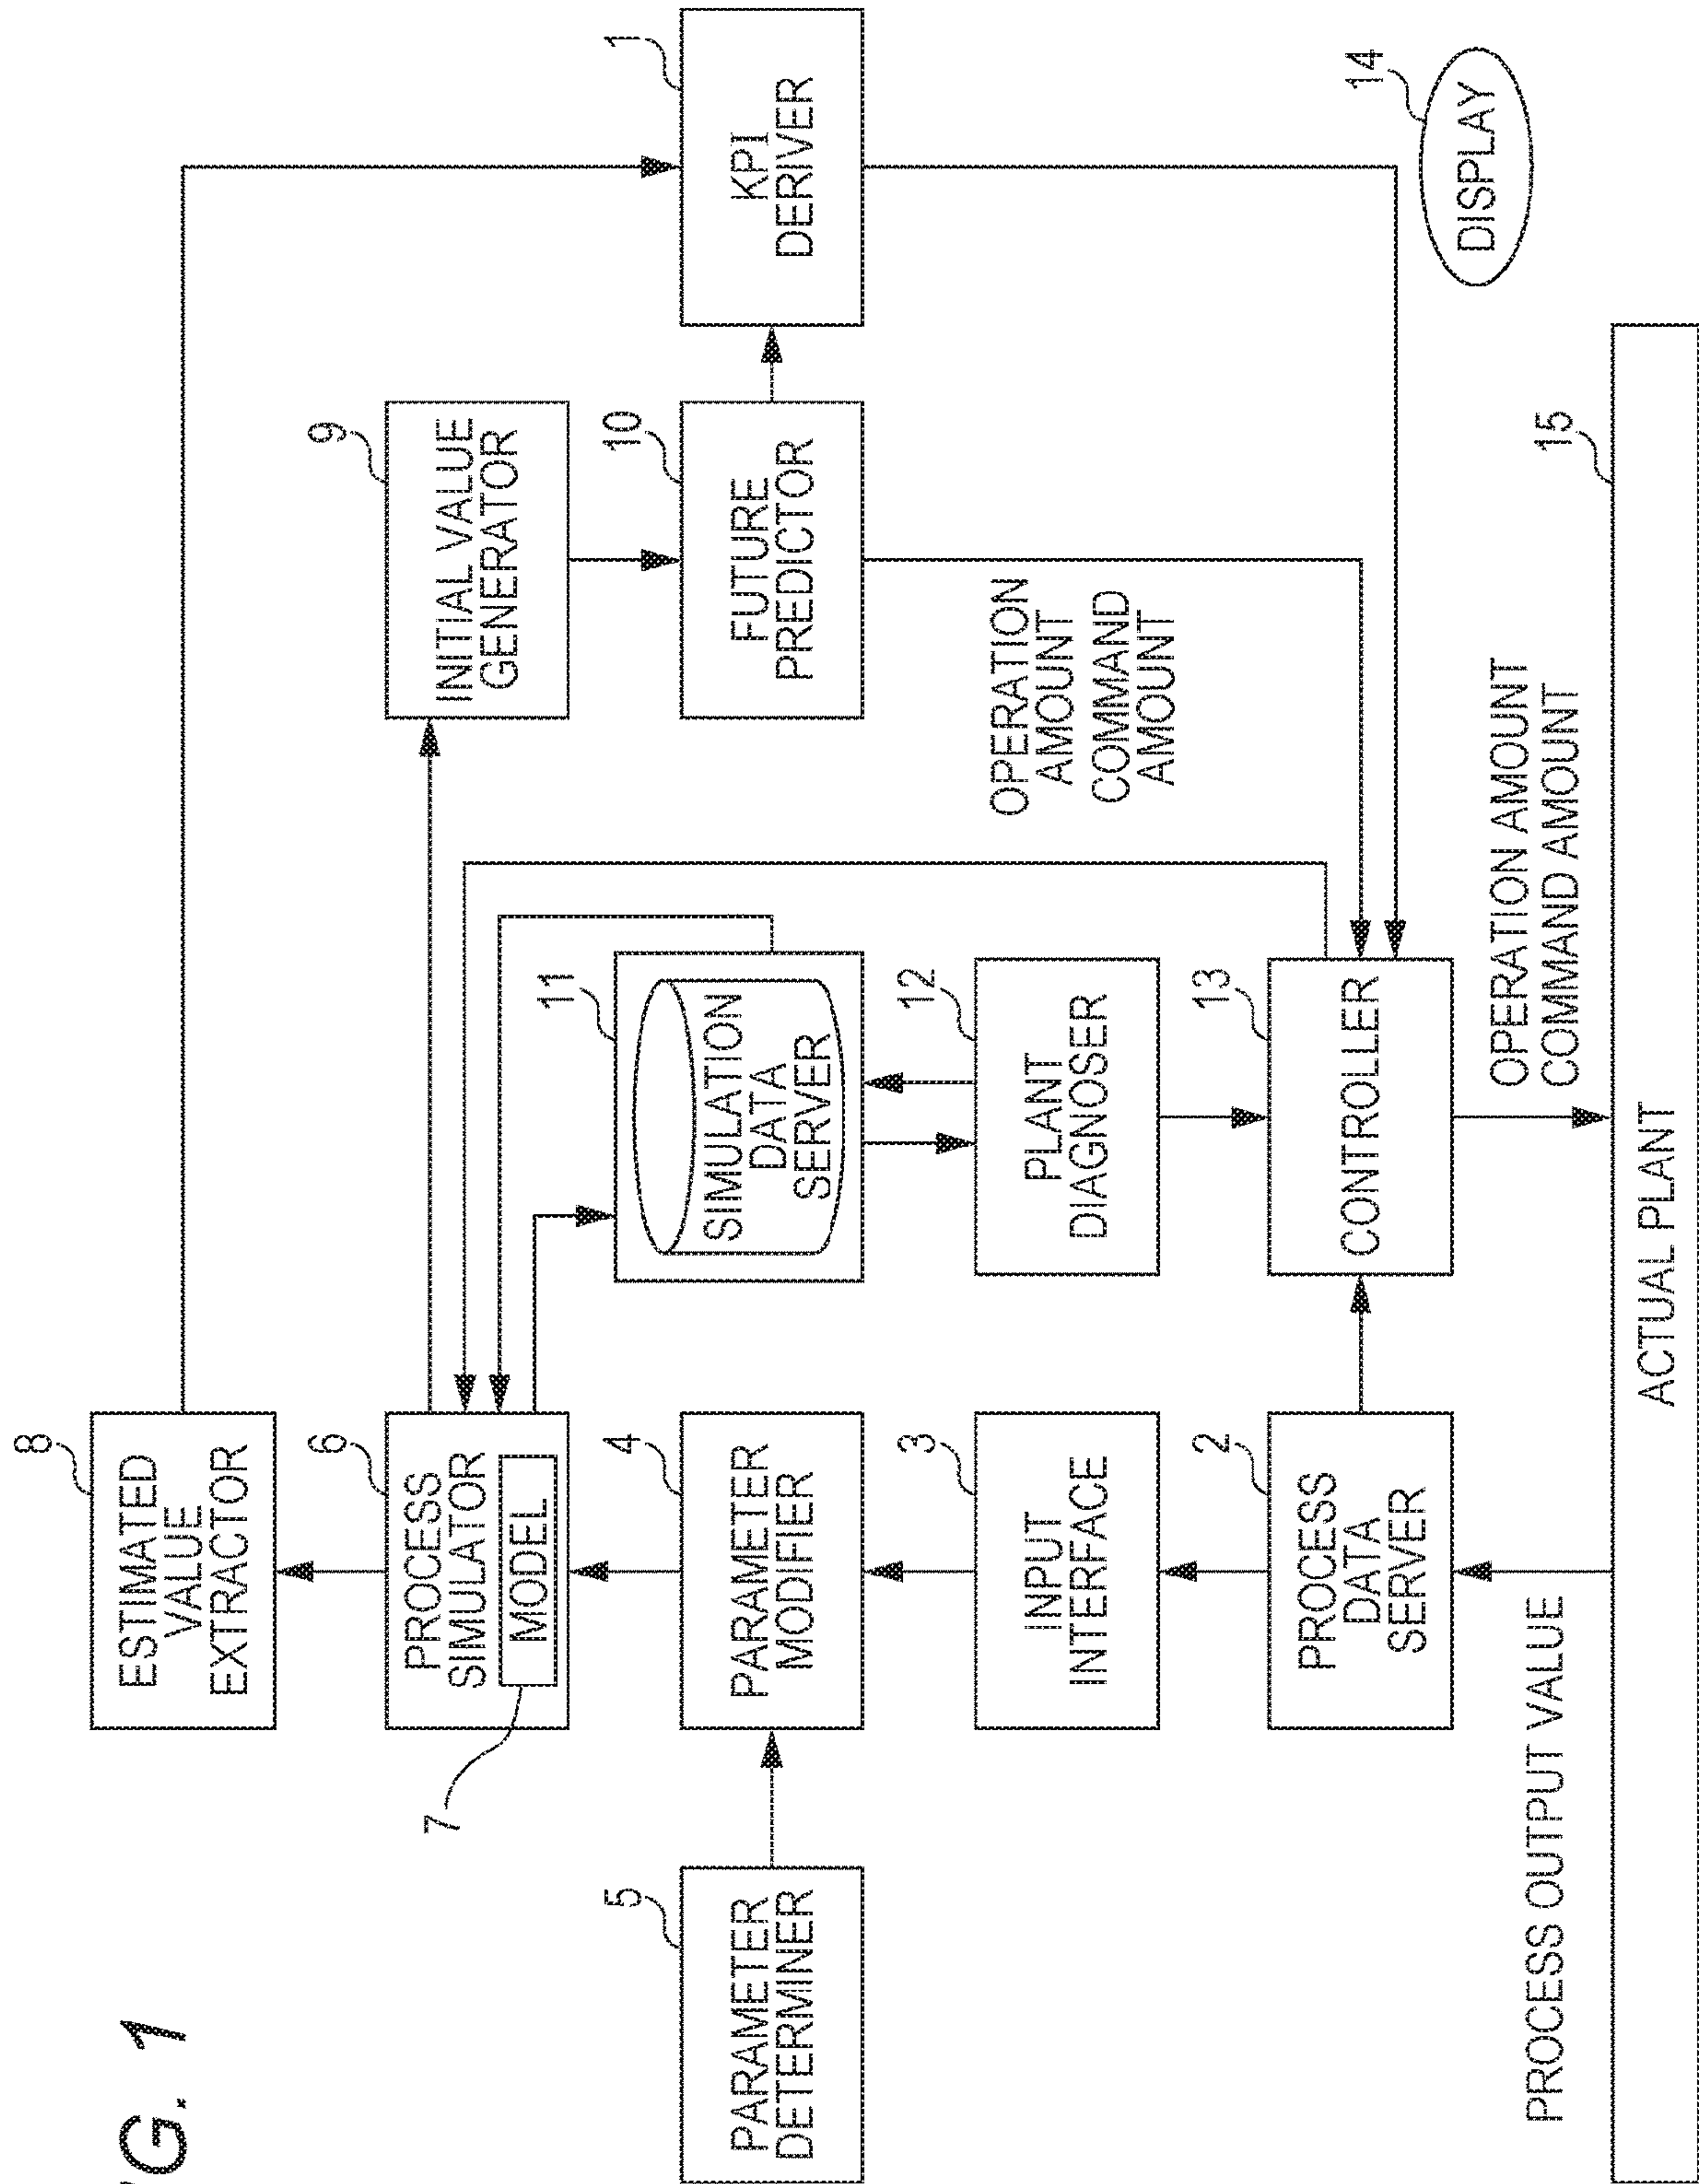 FIG. 1
8
ESTIMATED
VALUE
EXTRACTOR
6
PROCESS
SIMULATOR
MODEL
7
9
INITIAL VALUE
GENERATOR
5
PARAMETER
DETERMINER
4
PARAMETER
MODIFIER
11
SIMULATION
DATA
SERVER
10
FUTURE
PREDICTOR
1
KPI
DERIVER
3
INPUT
INTERFACE
12
PLANT
DIAGNOSER
OPERATION
AMOUNT
COMMAND
AMOUNT
2
PROCESS
DATA
SERVER
13
CONTROLLER
14
DISPLAY
PROCESS OUTPUT VALUE
OPERATION AMOUNT
COMMAND AMOUNT
15
ACTUAL PLANT